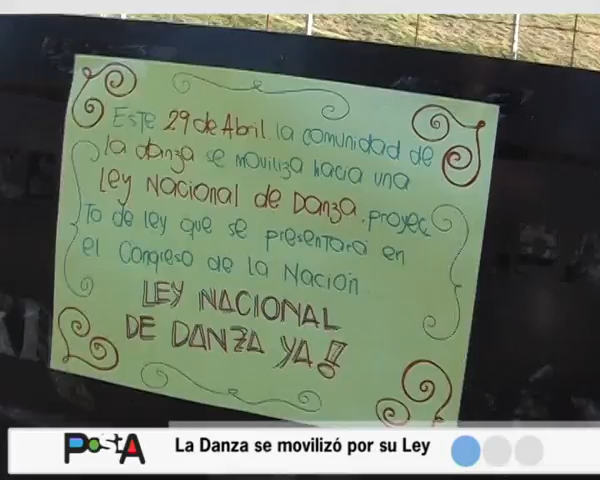 Este 29 de Abril. la comunidad de
la danza se moviliza hacia una
Ley Nacional de Danza. proyec
to de ley que se presentará en
el Congreso de la Nación.
LEY NACIONAL
DE DANZA YA!
PostA
La Danza se movilizó por su Ley